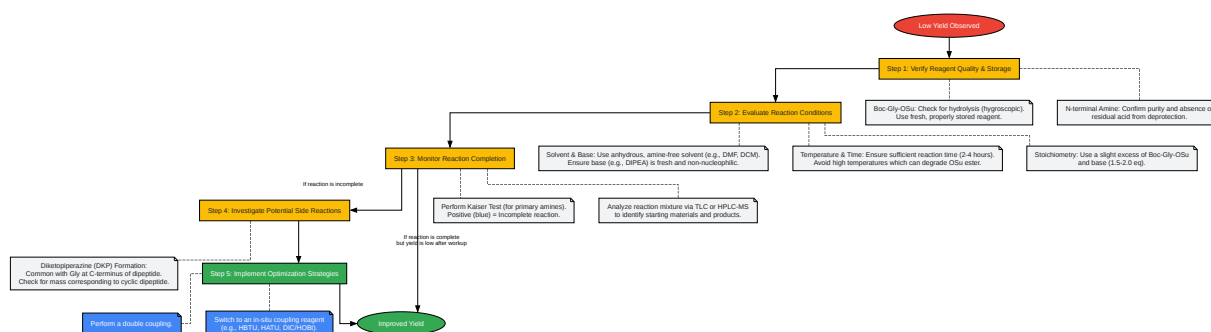 Low Yield Observed
Step 1: Verify Reagent Quality & Storage
Boc-Gly-OSu: Check for hydrolysis (hygroscopic).
Use fresh, properly stored reagent.
N-terminal Amine: Confirm purity and absence o
residual acid from deprotection.
Step 2: Evaluate Reaction Conditions
Solvent & Base: Use anhydrous, amine-free solvent (e.g., DMF, DCM).
Ensure base (e.g., DIPEA) is fresh and non-nucleophilic.
Temperature & Time: Ensure sufficient reaction time (2-4 hours).
Avoid high temperatures which can degrade OSu ester.
Stoichiometry: Use a slight excess of Boc-Gly-OSu
and base (1.5-2.0 eq).
Step 3: Monitor Reaction Completion
If reaction is incomplete
Perform Kaiser Test (for primary amines).
Positive (blue) = Incomplete reaction.
Analyze reaction mixture via TLC or HPLC-MS
to identify starting materials and products.
Step 4: Investigate Potential Side Reactions
If reaction is complete
but yield is low after workup
Diketopiperazine (DKP) Formation:
Common with Gly at C-terminus of dipeptide.
Check for mass corresponding to cyclic dipeptide.
Step 5: Implement Optimization Strategies
Perform a double coupling.
Switch to an in-situ coupling reagent
(e.g., HBTU, HATU, DIC/HOBt).
Improved Yield